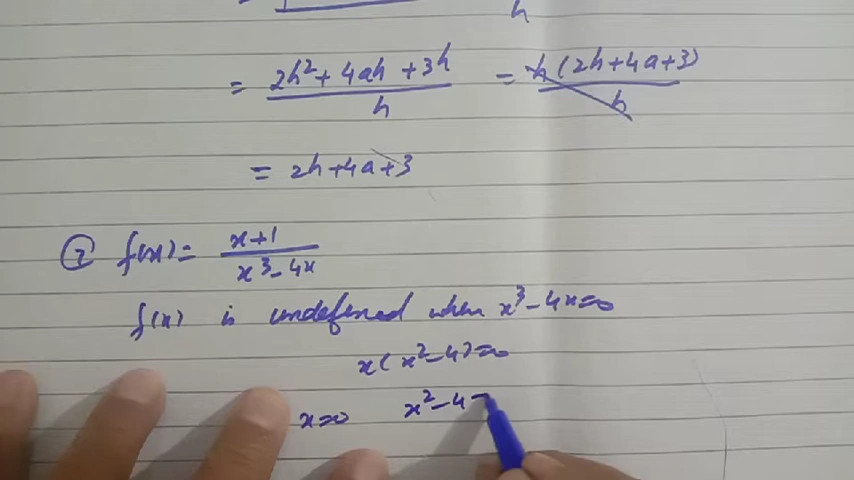 h
= 2h² + 4ah + 3h / h = h (2h + 4a + 3) / h
= 2h + 4a + 3
② f(x) = x + 1 / x³ - 4x
f(x) is undefined when x³ - 4x = 0
x ( x² - 4 ) = 0
x = 0 x² - 4 =